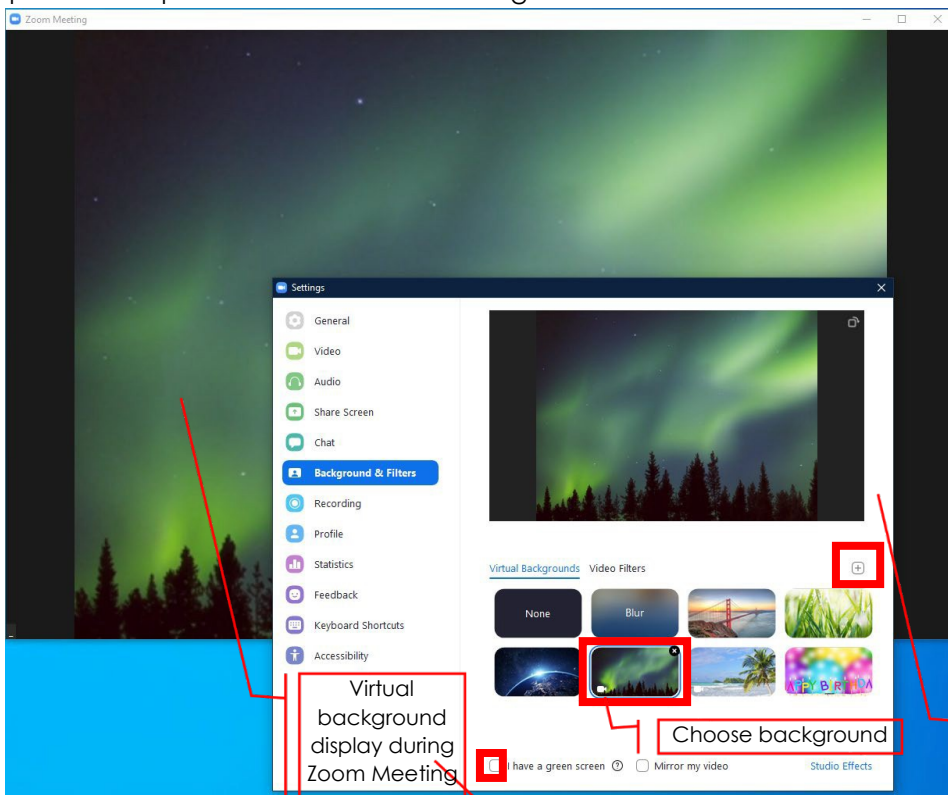 Zoom Meeting
Settings
General
Video
Audio
Share Screen
Chat
Background & Filters
Recording
Profile
Statistics
Feedback
Keyboard Shortcuts
Accessibility
Virtual Backgrounds Video Filters
None Blur
Virtual
background
display during
Zoom Meeting
Choose background
I have a green screen Mirror my video Studio Effects